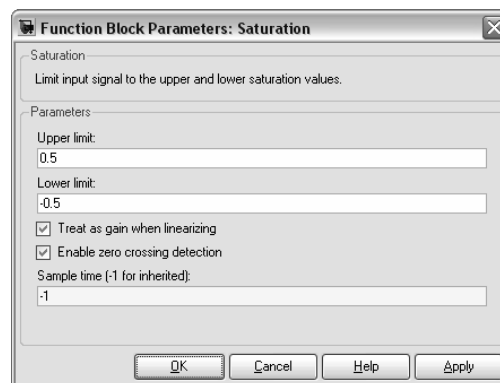 Function Block Parameters: Saturation
Saturation
Limit input signal to the upper and lower saturation values.
Parameters
Upper limit:
0.5
Lower limit:
-0.5
Treat as gain when linearizing
Enable zero crossing detection
Sample time (-1 for inherited):
-1
OK Cancel Help Apply